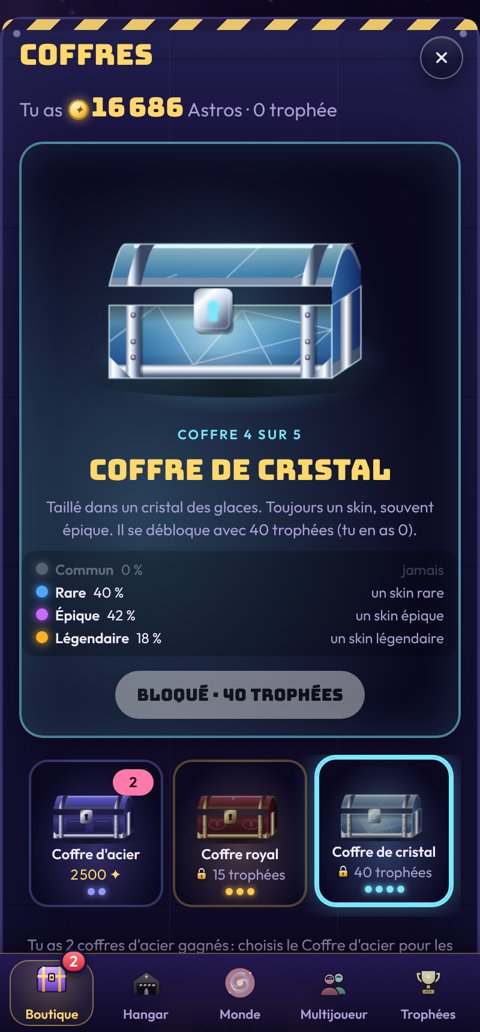 COFFRES
Tu as 16 686 Astros · 0 trophée
COFFRE 4 SUR 5
COFFRE DE CRISTAL
Taillé dans un cristal des glaces. Toujours un skin, souvent
épique. Il se débloque avec 40 trophées (tu en as 0).
Commun 0 % jamais
Rare 40 % un skin rare
Épique 42 % un skin épique
Légendaire 18 % un skin légendaire
BLOQUÉ · 40 TROPHÉES
2
Coffre d'acier
2500
Coffre royal
15 trophées
Coffre de cristal
40 trophées
Tu as 2 coffres d'acier gagnés : choisis le Coffre d'acier pour les
2
Boutique
Hangar
Monde
Multijoueur
Trophées